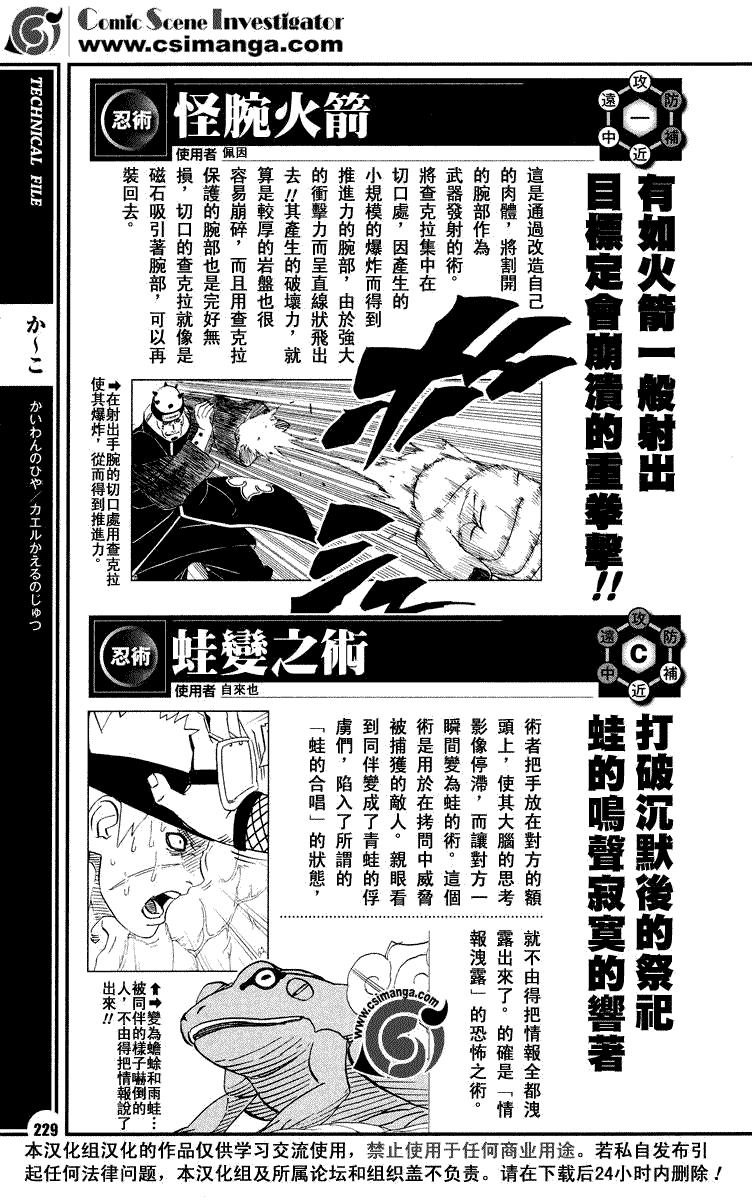 Comic Scene Investigator
www.csimanga.com
TECHNICAL FILE
か～こ
かいわんのひや／カエルかえるのじゅつ
229
忍術
怪腕火箭
使用者 佩因
攻
防
補
近
中
遠
一
有如火箭一般射出
目標定會崩潰的重拳擊!!
這是通過改造自己
的肉體，將割開
的腕部作為
武器發射的術。
將查克拉集中在
切口處，因產生的
小規模的爆炸而得到
推進力的腕部，由於強大
的衝擊力而呈直線狀飛出
去!!其產生的破壞力，就
算是較厚的岩盤也很
容易崩碎，而且用查克拉
保護的腕部也是完好無
損，切口的查克拉就像是
磁石吸引著腕部，可以再
裝回去。
➡在射出手腕的切口處用查克拉
使其爆炸，從而得到推進力。
忍術
蛙變之術
使用者 自來也
攻
防
補
近
中
遠
C
打破沉默後的祭祀
蛙的鳴聲寂寞的響著
術者把手放在對方的額
頭上，使其大腦的思考
影像停滯，而讓對方一
瞬間變為蛙的術。這個
術是用於在拷問中威脅
被捕獲的敵人。親眼看
到同伴變成了青蛙的俘
虜們，陷入了所謂的
「蛙的合唱」的狀態，
就不由得把情報全都洩
露出來了。的確是「情
報洩露」的恐怖之術。
⬆➡變為蟾蜍和雨蛙…
被同伴的樣子嚇倒的
人，不由得把情報說了
出來!!
www.csimanga.com
本汉化组汉化的作品仅供学习交流使用，禁止使用于任何商业用途。若私自发布引
起任何法律问题，本汉化组及所属论坛和组织盖不负责。请在下载后24小时内删除！